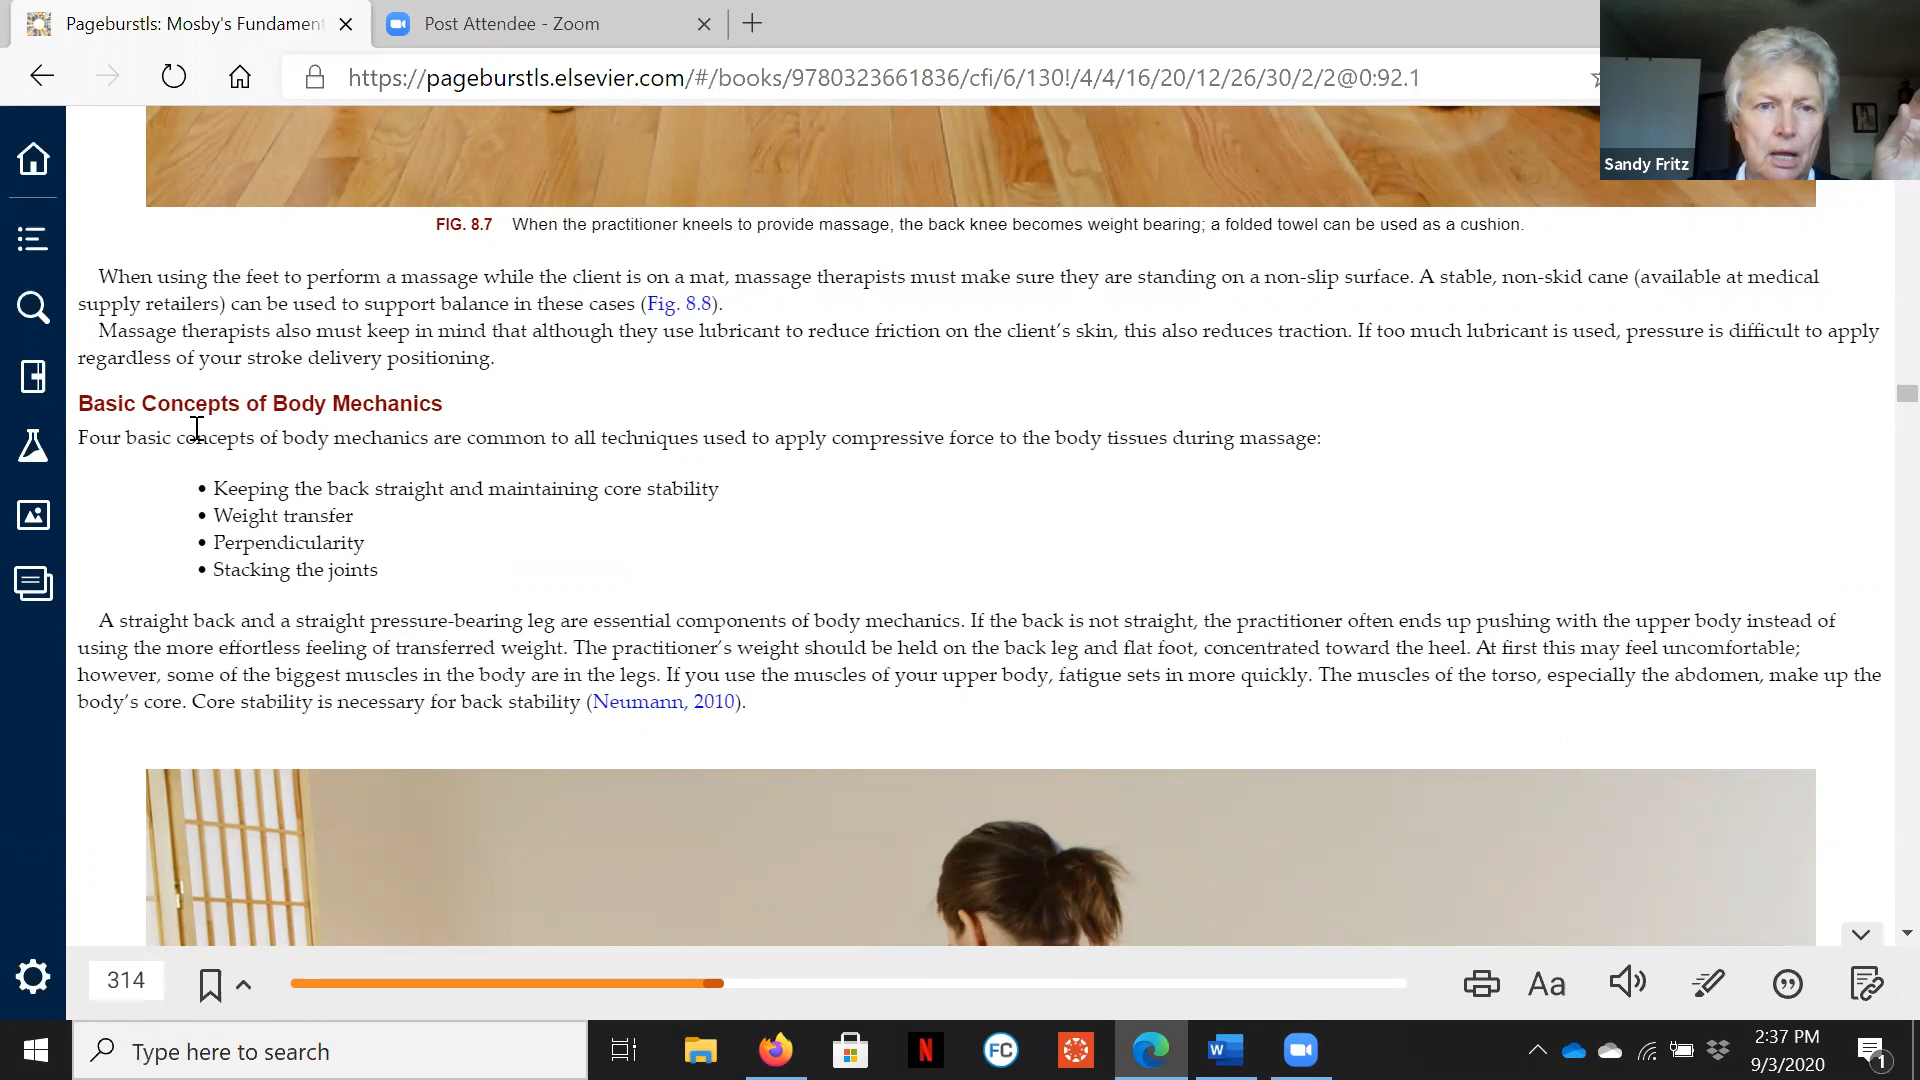 Pageburstls: Mosby's Fundament
Post Attendee - Zoom
https://pageburstls.elsevier.com/#/books/9780323661836/cfi/6/130!/4/4/16/20/12/26/30/2/2@0:92.1
Sandy Fritz
FIG. 8.7 When the practitioner kneels to provide massage, the back knee becomes weight bearing; a folded towel can be used as a cushion.
When using the feet to perform a massage while the client is on a mat, massage therapists must make sure they are standing on a non-slip surface. A stable, non-skid cane (available at medical
supply retailers) can be used to support balance in these cases (Fig. 8.8).
Massage therapists also must keep in mind that although they use lubricant to reduce friction on the client's skin, this also reduces traction. If too much lubricant is used, pressure is difficult to apply
regardless of your stroke delivery positioning.
Basic Concepts of Body Mechanics
Four basic concepts of body mechanics are common to all techniques used to apply compressive force to the body tissues during massage:
• Keeping the back straight and maintaining core stability
• Weight transfer
• Perpendicularity
• Stacking the joints
A straight back and a straight pressure-bearing leg are essential components of body mechanics. If the back is not straight, the practitioner often ends up pushing with the upper body instead of
using the more effortless feeling of transferred weight. The practitioner's weight should be held on the back leg and flat foot, concentrated toward the heel. At first this may feel uncomfortable;
however, some of the biggest muscles in the body are in the legs. If you use the muscles of your upper body, fatigue sets in more quickly. The muscles of the torso, especially the abdomen, make up the
body's core. Core stability is necessary for back stability (Neumann, 2010).
314
Aa
Type here to search
N
FC
W
2:37 PM
9/3/2020
1